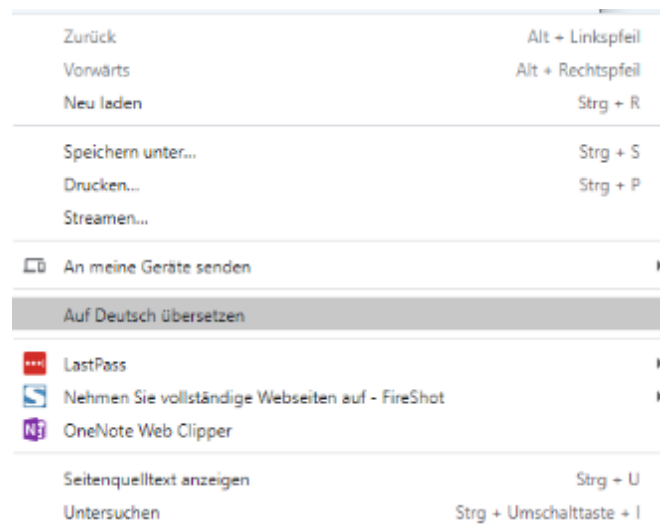 Zurück Alt + Linkspfeil
Vorwärts Alt + Rechtspfeil
Neu laden Strg + R
Speichern unter... Strg + S
Drucken... Strg + P
Streamen...
An meine Geräte senden
Auf Deutsch übersetzen
LastPass
Nehmen Sie vollständige Webseiten auf - FireShot
N OneNote Web Clipper
Seitenquelltext anzeigen Strg + U
Untersuchen Strg + Umschalttaste + I